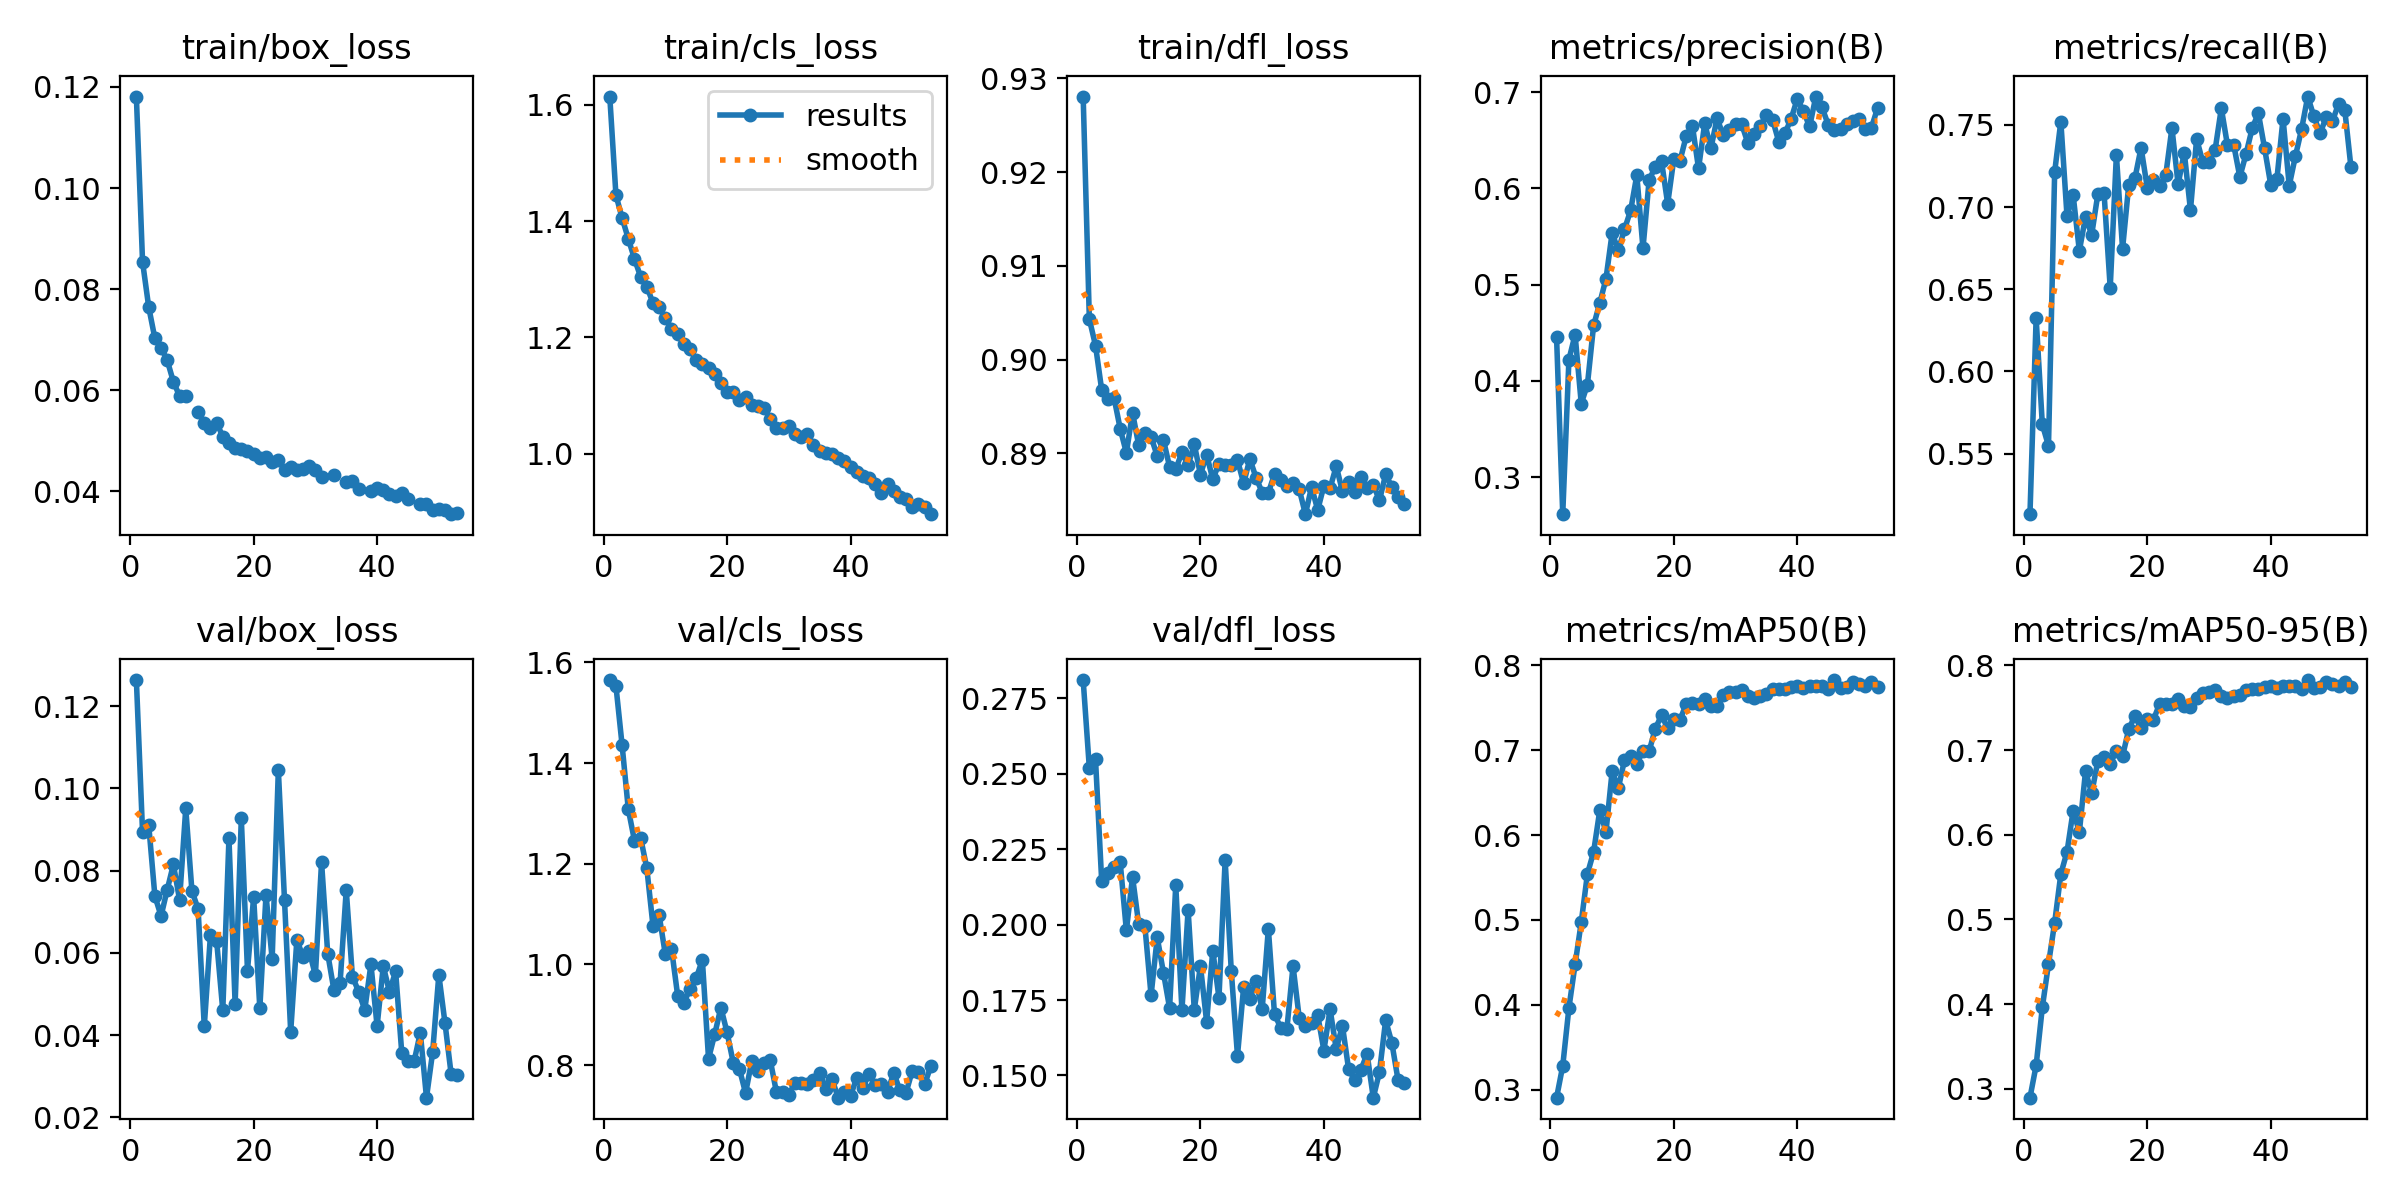 train/box_loss
0.12
0.10
0.08
0.06
0.04
0 20 40
train/cls_loss
1.6
1.4
1.2
1.0
results
smooth
0 20 40
train/dfl_loss
0.93
0.92
0.91
0.90
0.89
0 20 40
metrics/precision(B)
0.7
0.6
0.5
0.4
0.3
0 20 40
metrics/recall(B)
0.75
0.70
0.65
0.60
0.55
0 20 40
val/box_loss
0.12
0.10
0.08
0.06
0.04
0.02
0 20 40
val/cls_loss
1.6
1.4
1.2
1.0
0.8
0 20 40
val/dfl_loss
0.275
0.250
0.225
0.200
0.175
0.150
0 20 40
metrics/mAP50(B)
0.8
0.7
0.6
0.5
0.4
0.3
0 20 40
metrics/mAP50-95(B)
0.8
0.7
0.6
0.5
0.4
0.3
0 20 40